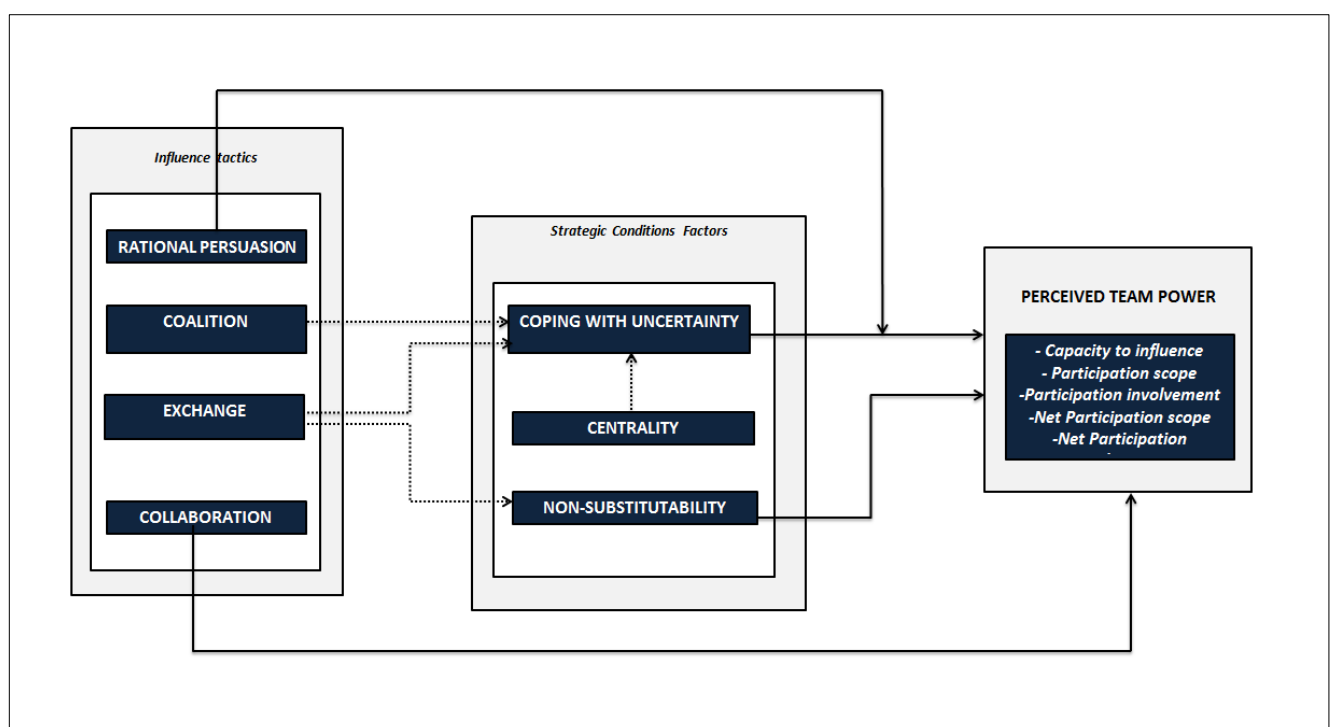 Influence tactics
RATIONAL PERSUASION
COALITION
EXCHANGE
COLLABORATION
Strategic Conditions Factors
COPING WITH UNCERTAINTY
CENTRALITY
NON-SUBSTITUTABILITY
PERCEIVED TEAM POWER
- Capacity to influence
- Participation scope
-Participation involvement
-Net Participation scope
-Net Participation